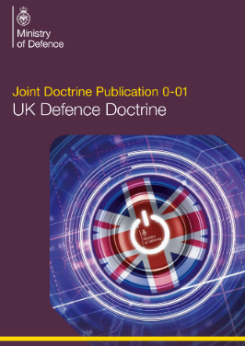 Ministry
of Defence
Joint Doctrine Publication 0-01
UK Defence Doctrine